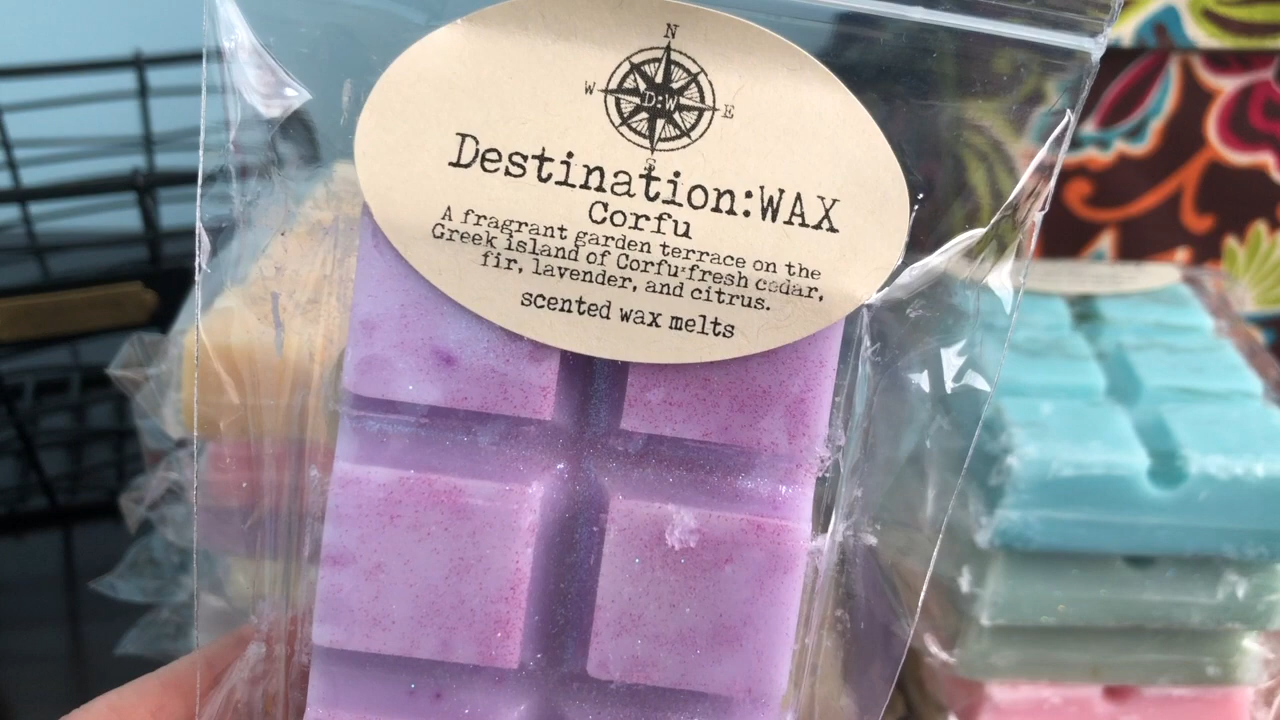 N
W D:W E
S
Destination:WAX
Corfu
A fragrant garden terrace on the
Greek island of Corfu-fresh cedar,
fir, lavender, and citrus.
scented wax melts